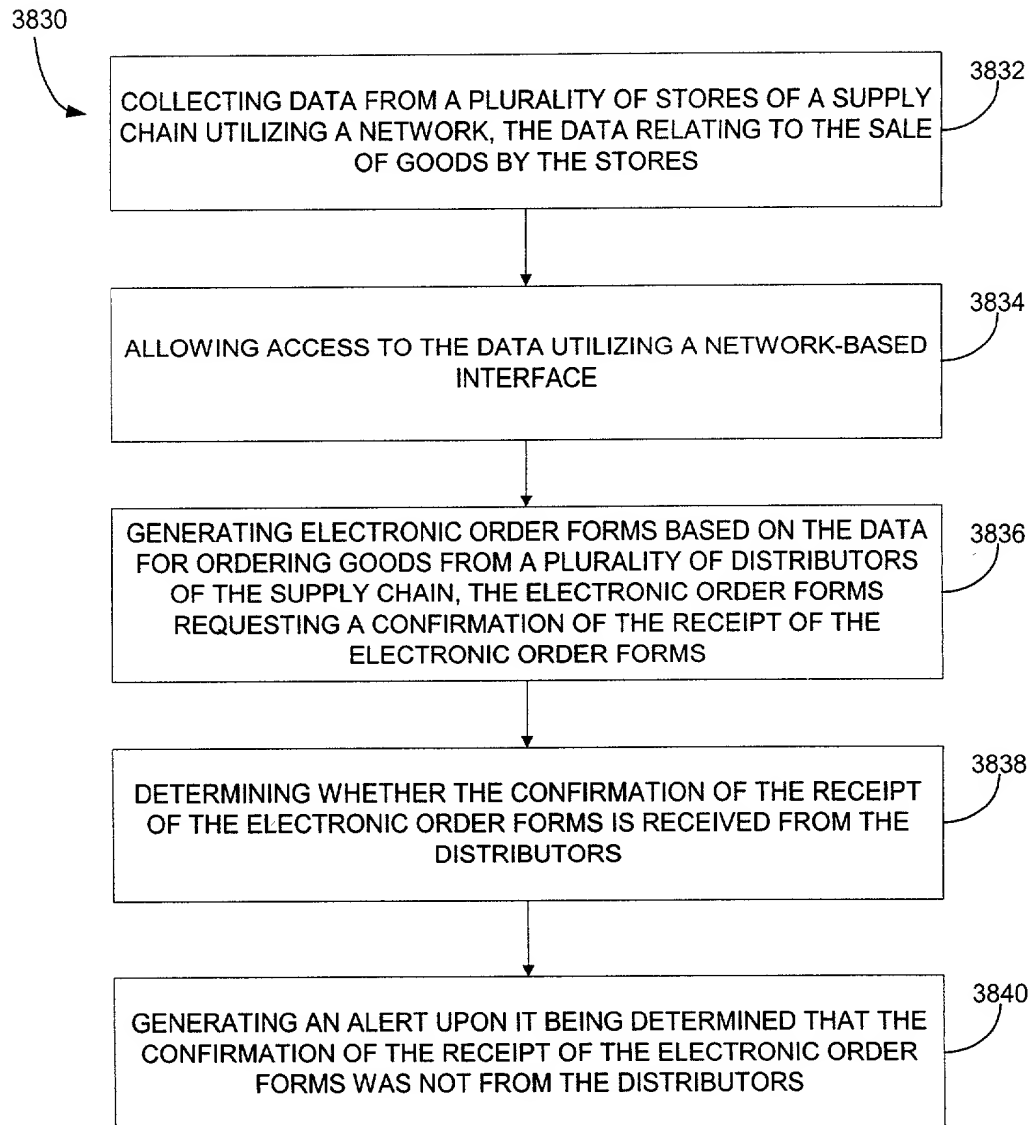 3830
3832
COLLECTING DATA FROM A PLURALITY OF STORES OF A SUPPLY
CHAIN UTILIZING A NETWORK, THE DATA RELATING TO THE SALE
OF GOODS BY THE STORES
3834
ALLOWING ACCESS TO THE DATA UTILIZING A NETWORK-BASED
INTERFACE
3836
GENERATING ELECTRONIC ORDER FORMS BASED ON THE DATA
FOR ORDERING GOODS FROM A PLURALITY OF DISTRIBUTORS
OF THE SUPPLY CHAIN, THE ELECTRONIC ORDER FORMS
REQUESTING A CONFIRMATION OF THE RECEIPT OF THE
ELECTRONIC ORDER FORMS
3838
DETERMINING WHETHER THE CONFIRMATION OF THE RECEIPT
OF THE ELECTRONIC ORDER FORMS IS RECEIVED FROM THE
DISTRIBUTORS
3840
GENERATING AN ALERT UPON IT BEING DETERMINED THAT THE
CONFIRMATION OF THE RECEIPT OF THE ELECTRONIC ORDER
FORMS WAS NOT FROM THE DISTRIBUTORS